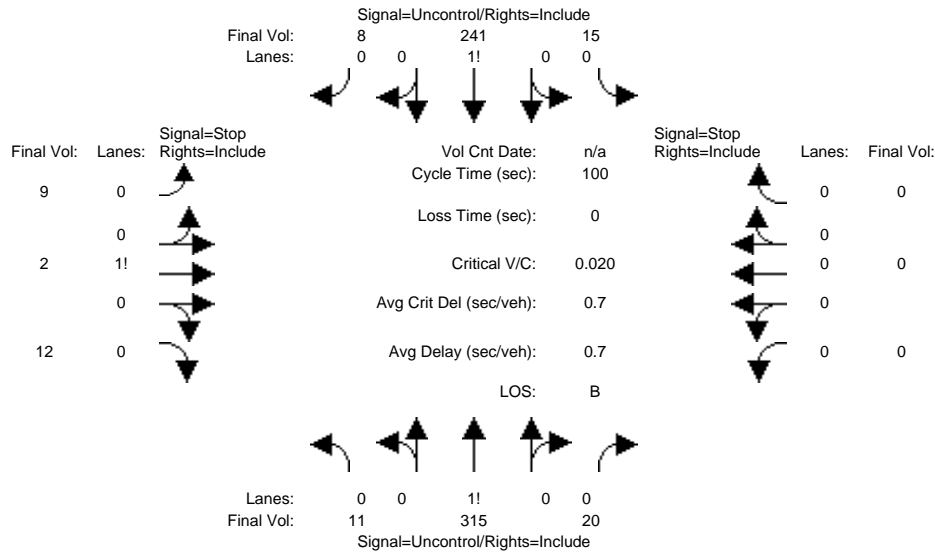 Signal=Uncontrol/Rights=Include
Final Vol: 8 241 15
Lanes: 0 0 1! 0 0
Signal=Stop Signal=Stop
Final Vol: Lanes: Rights=Include Vol Cnt Date: n/a Rights=Include Lanes: Final Vol:
Cycle Time (sec): 100
9 0 0 0
Loss Time (sec): 0
0 0
2 1! Critical V/C: 0.020 0 0
0 Avg Crit Del (sec/veh): 0.7 0
12 0 Avg Delay (sec/veh): 0.7 0 0
LOS: B
Lanes: 0 0 1! 0 0
Final Vol: 11 315 20
Signal=Uncontrol/Rights=Include